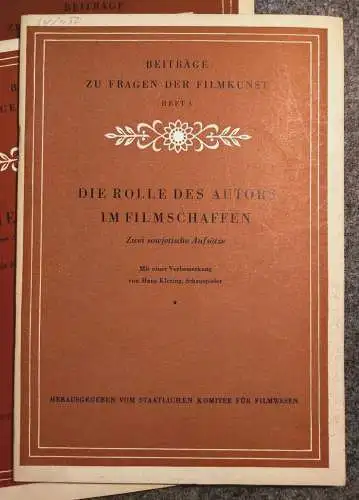 BEITRÄGE
BEITRÄGE
ZU FRAGEN DER FILMKUNST
HEFT
DIE ROLLE DES AUTORS
IM FILMSCHAFFEN
Zwei sowjetische Aufsätze
Mit einer Vorbemerkung
von Hans Klering, Schauspieler
HERAUSGEGEBEN VOM STAATLICHEN KOMITEE FÜR FILMWESEN